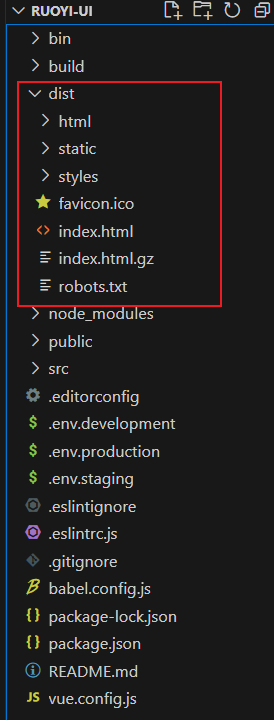 RUOYI-UI
bin
build
dist
html
static
styles
favicon.ico
index.html
index.html.gz
robots.txt
node_modules
public
src
.editorconfig
.env.development
.env.production
.env.staging
.eslintignore
.eslintrc.js
.gitignore
babel.config.js
package-lock.json
package.json
README.md
JS vue.config.js